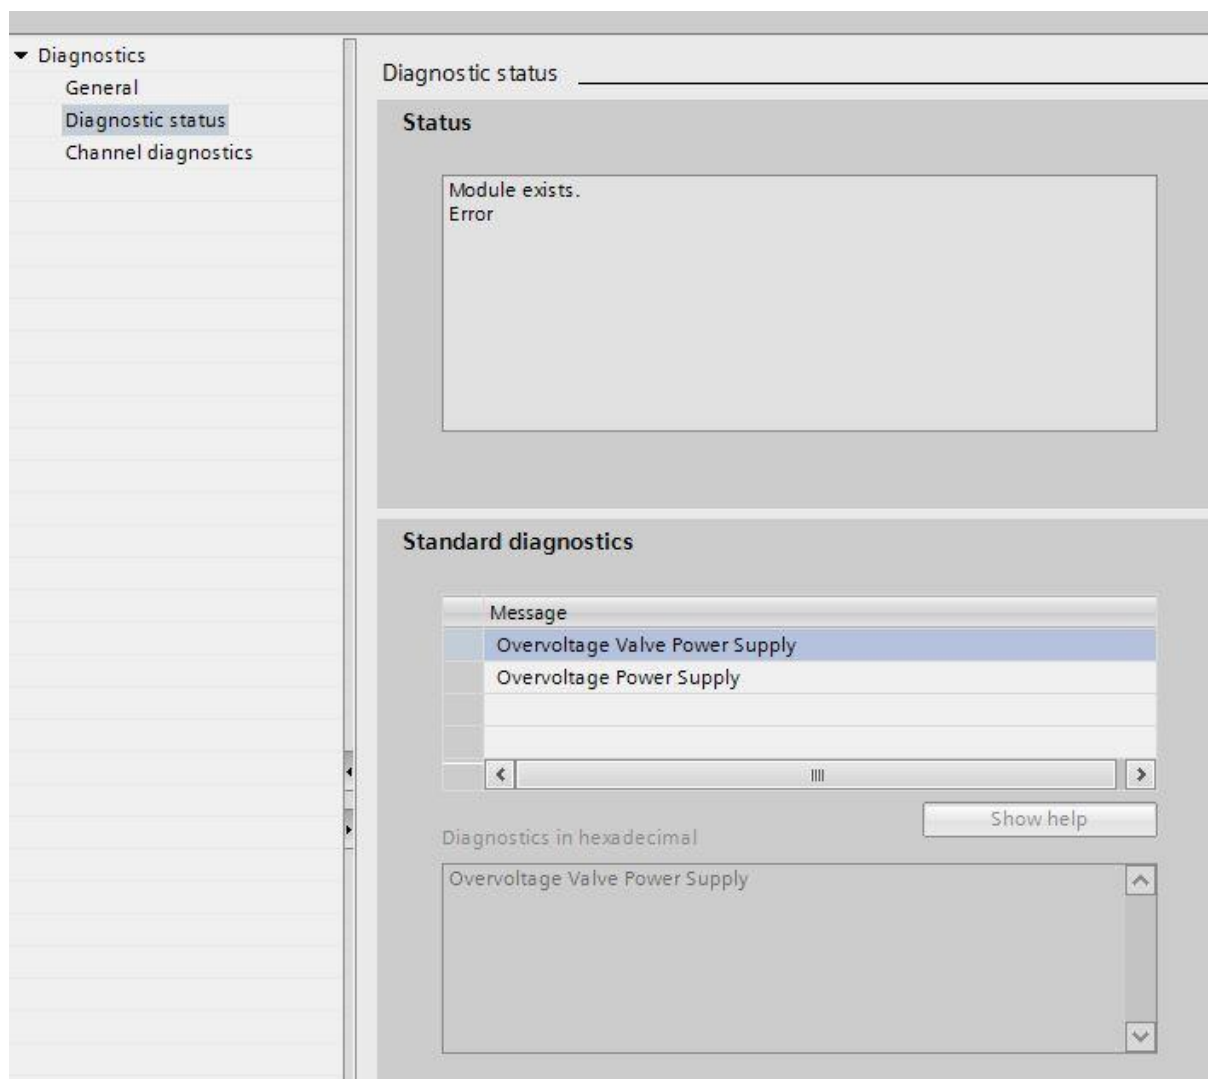 Diagnostics
General
Diagnostic status
Channel diagnostics
Diagnostic status
Status
Module exists.
Error
Standard diagnostics
Message
Overvoltage Valve Power Supply
Overvoltage Power Supply
Show help
Diagnostics in hexadecimal
Overvoltage Valve Power Supply